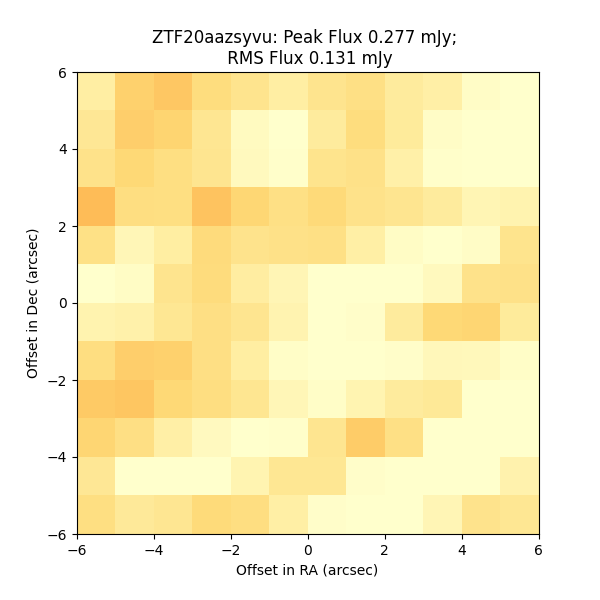 ZTF20aazsyvu: Peak Flux 0.277 mJy;
RMS Flux 0.131 mJy
6
4
2
0
−2
−4
−6
Offset in Dec (arcsec)
−6 −4 −2 0 2 4 6
Offset in RA (arcsec)